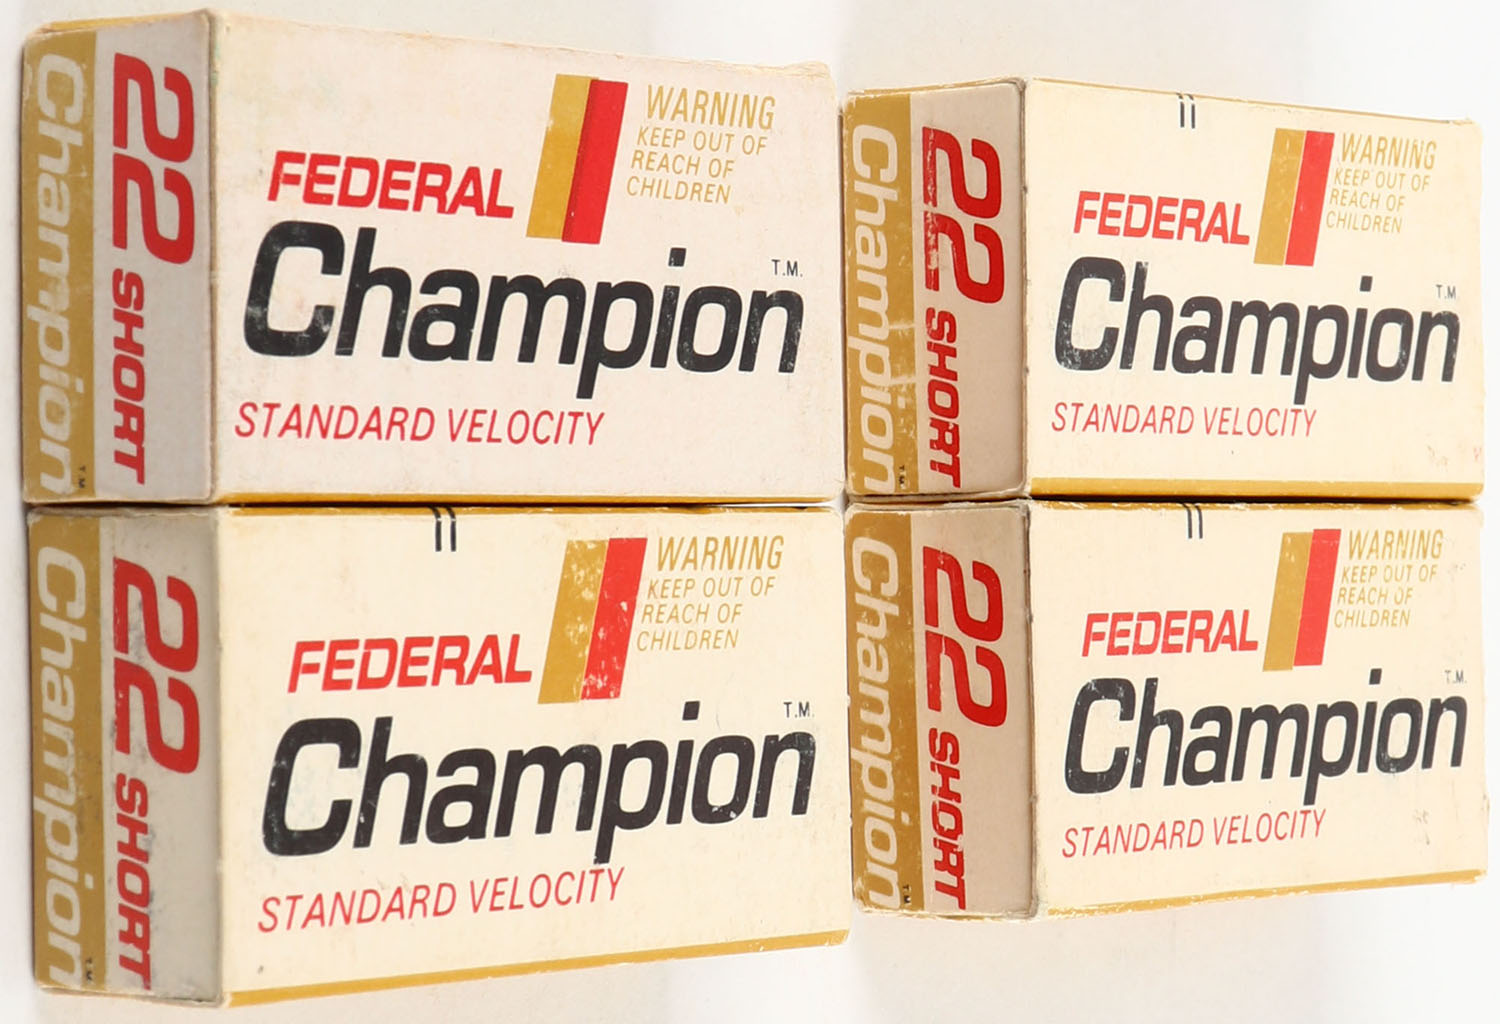 Champion
T.M.
22 SHORT
FEDERAL
WARNING
KEEP OUT OF
REACH OF
CHILDREN
Champion
T.M.
STANDARD VELOCITY
Champion
T.M.
22 SHORT
FEDERAL
WARNING
KEEP OUT OF
REACH OF
CHILDREN
Champion
T.M.
STANDARD VELOCITY
Champion
T.M.
22 SHORT
FEDERAL
WARNING
KEEP OUT OF
REACH OF
CHILDREN
Champion
T.M.
STANDARD VELOCITY
Champion
T.M.
22 SHORT
FEDERAL
WARNING
KEEP OUT OF
REACH OF
CHILDREN
Champion
T.M.
STANDARD VELOCITY